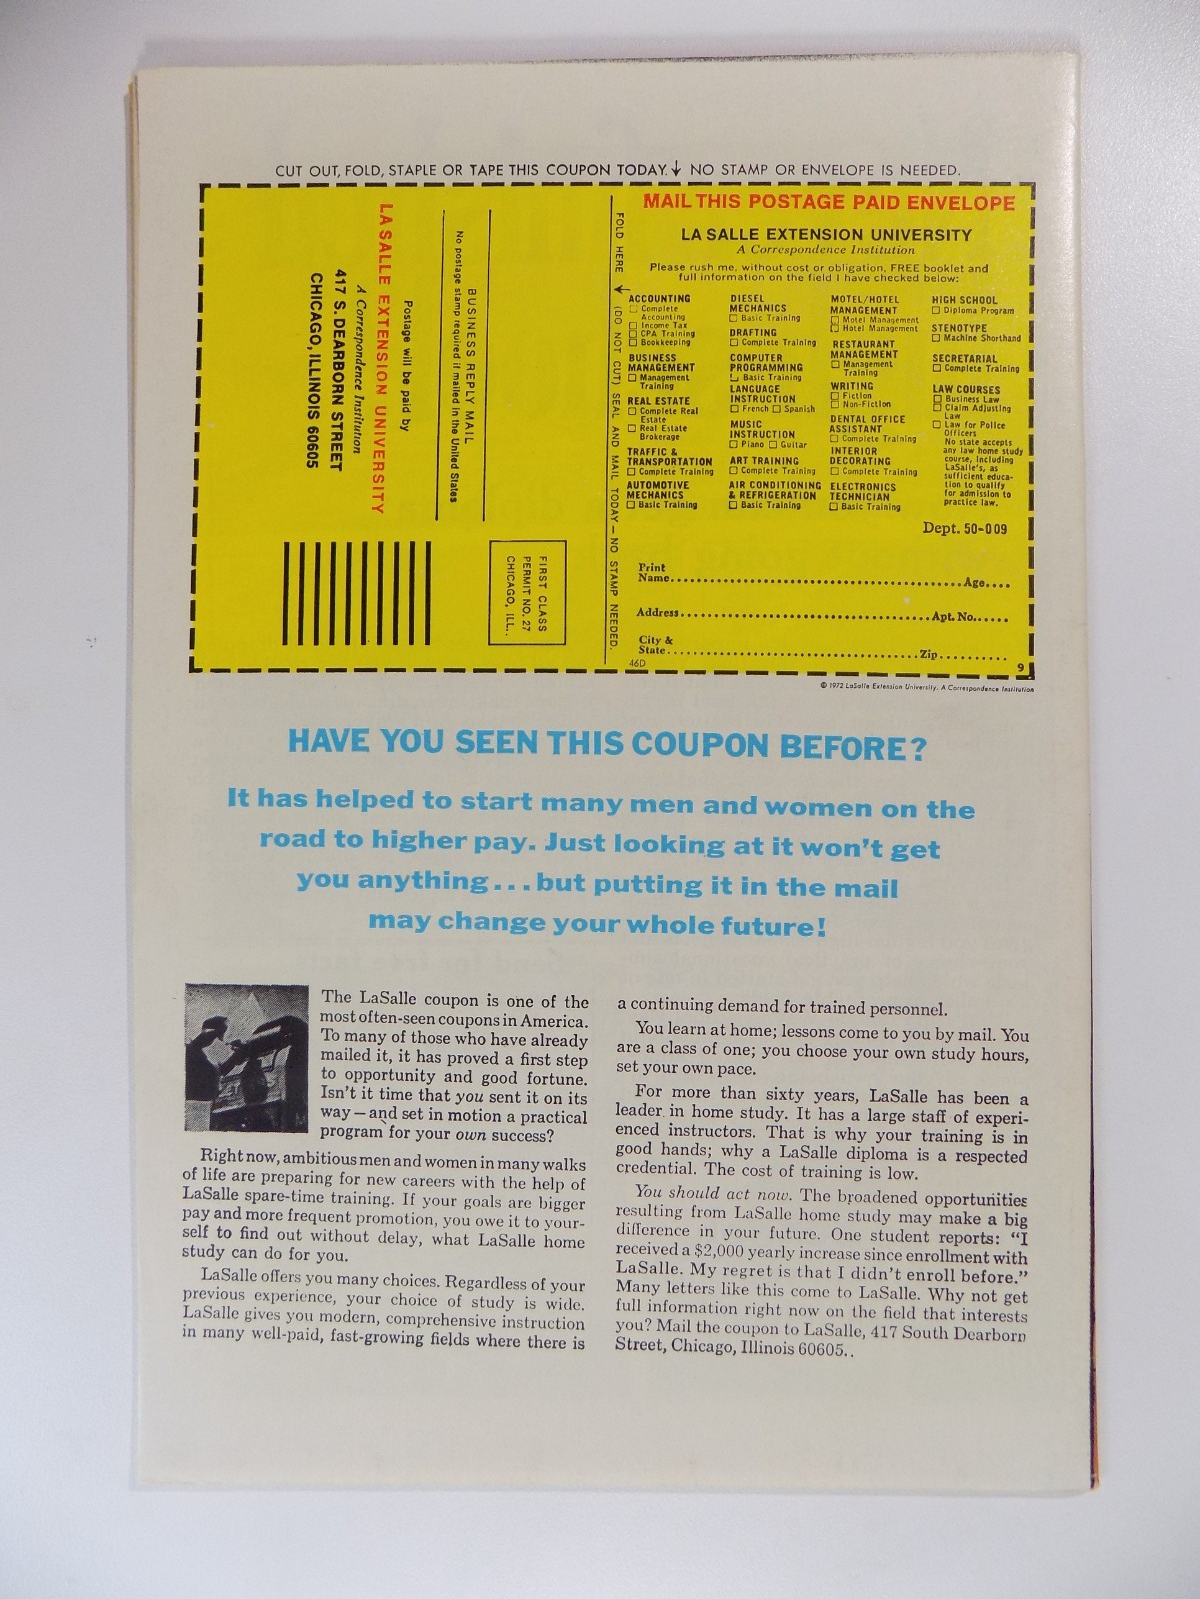 CUT OUT, FOLD, STAPLE OR TAPE THIS COUPON TODAY. ↓ NO STAMP OR ENVELOPE IS NEEDED.
Postage will be paid by
LA SALLE EXTENSION UNIVERSITY
A Correspondence Institution
417 S. DEARBORN STREET
CHICAGO, ILLINOIS 60605
BUSINESS REPLY MAIL
No postage stamp required if mailed in the United States
FIRST CLASS
PERMIT NO. 27
CHICAGO, ILL..
FOLD HERE → (DO NOT CUT) SEAL AND MAIL TODAY — NO STAMP NEEDED.
MAIL THIS POSTAGE PAID ENVELOPE
LA SALLE EXTENSION UNIVERSITY
A Correspondence Institution
Please rush me, without cost or obligation, FREE booklet and
full information on the field I have checked below:
ACCOUNTING
☐ Complete
Accounting
☐ Income Tax
☐ CPA Training
☐ Bookkeeping
BUSINESS
MANAGEMENT
☐ Management
Training
REAL ESTATE
☐ Complete Real
Estate
☐ Real Estate
Brokerage
TRAFFIC &
TRANSPORTATION
☐ Complete Training
AUTOMOTIVE
MECHANICS
☐ Basic Training
DIESEL
MECHANICS
☐ Basic Training
DRAFTING
☐ Complete Training
COMPUTER
PROGRAMMING
☐ Basic Training
LANGUAGE
INSTRUCTION
☐ French ☐ Spanish
MUSIC
INSTRUCTION
☐ Piano ☐ Guitar
ART TRAINING
☐ Complete Training
AIR CONDITIONING
& REFRIGERATION
☐ Basic Training
MOTEL/HOTEL
MANAGEMENT
☐ Motel Management
☐ Hotel Management
RESTAURANT
MANAGEMENT
☐ Management
Training
WRITING
☐ Fiction
☐ Non-Fiction
DENTAL OFFICE
ASSISTANT
☐ Complete Training
INTERIOR
DECORATING
☐ Complete Training
ELECTRONICS
TECHNICIAN
☐ Basic Training
HIGH SCHOOL
☐ Diploma Program
STENOTYPE
☐ Machine Shorthand
SECRETARIAL
☐ Complete Training
LAW COURSES
☐ Business Law
☐ Claim Adjusting
Law
☐ Law for Police
Officers
No state accepts
any law home study
course, including
LaSalle's, as
sufficient educa-
tion to qualify
for admission to
practice law.
Dept. 50-009
Print
Name.....Age....
Address.....Apt. No......
City &
State.....Zip..........
46D
9
© 1972 LaSalle Extension University. A Correspondence Institution
HAVE YOU SEEN THIS COUPON BEFORE?
It has helped to start many men and women on the
road to higher pay. Just looking at it won't get
you anything...but putting it in the mail
may change your whole future!
The LaSalle coupon is one of the
most often-seen coupons in America.
To many of those who have already
mailed it, it has proved a first step
to opportunity and good fortune.
Isn't it time that you sent it on its
way—and set in motion a practical
program for your own success?
Right now, ambitious men and women in many walks
of life are preparing for new careers with the help of
LaSalle spare-time training. If your goals are bigger
pay and more frequent promotion, you owe it to your-
self to find out without delay, what LaSalle home
study can do for you.
LaSalle offers you many choices. Regardless of your
previous experience, your choice of study is wide.
LaSalle gives you modern, comprehensive instruction
in many well-paid, fast-growing fields where there is
a continuing demand for trained personnel.
You learn at home; lessons come to you by mail. You
are a class of one; you choose your own study hours,
set your own pace.
For more than sixty years, LaSalle has been a
leader in home study. It has a large staff of experi-
enced instructors. That is why your training is in
good hands; why a LaSalle diploma is a respected
credential. The cost of training is low.
You should act now. The broadened opportunities
resulting from LaSalle home study may make a big
difference in your future. One student reports: "I
received a $2,000 yearly increase since enrollment with
LaSalle. My regret is that I didn't enroll before."
Many letters like this come to LaSalle. Why not get
full information right now on the field that interests
you? Mail the coupon to LaSalle, 417 South Dearborn
Street, Chicago, Illinois 60605..